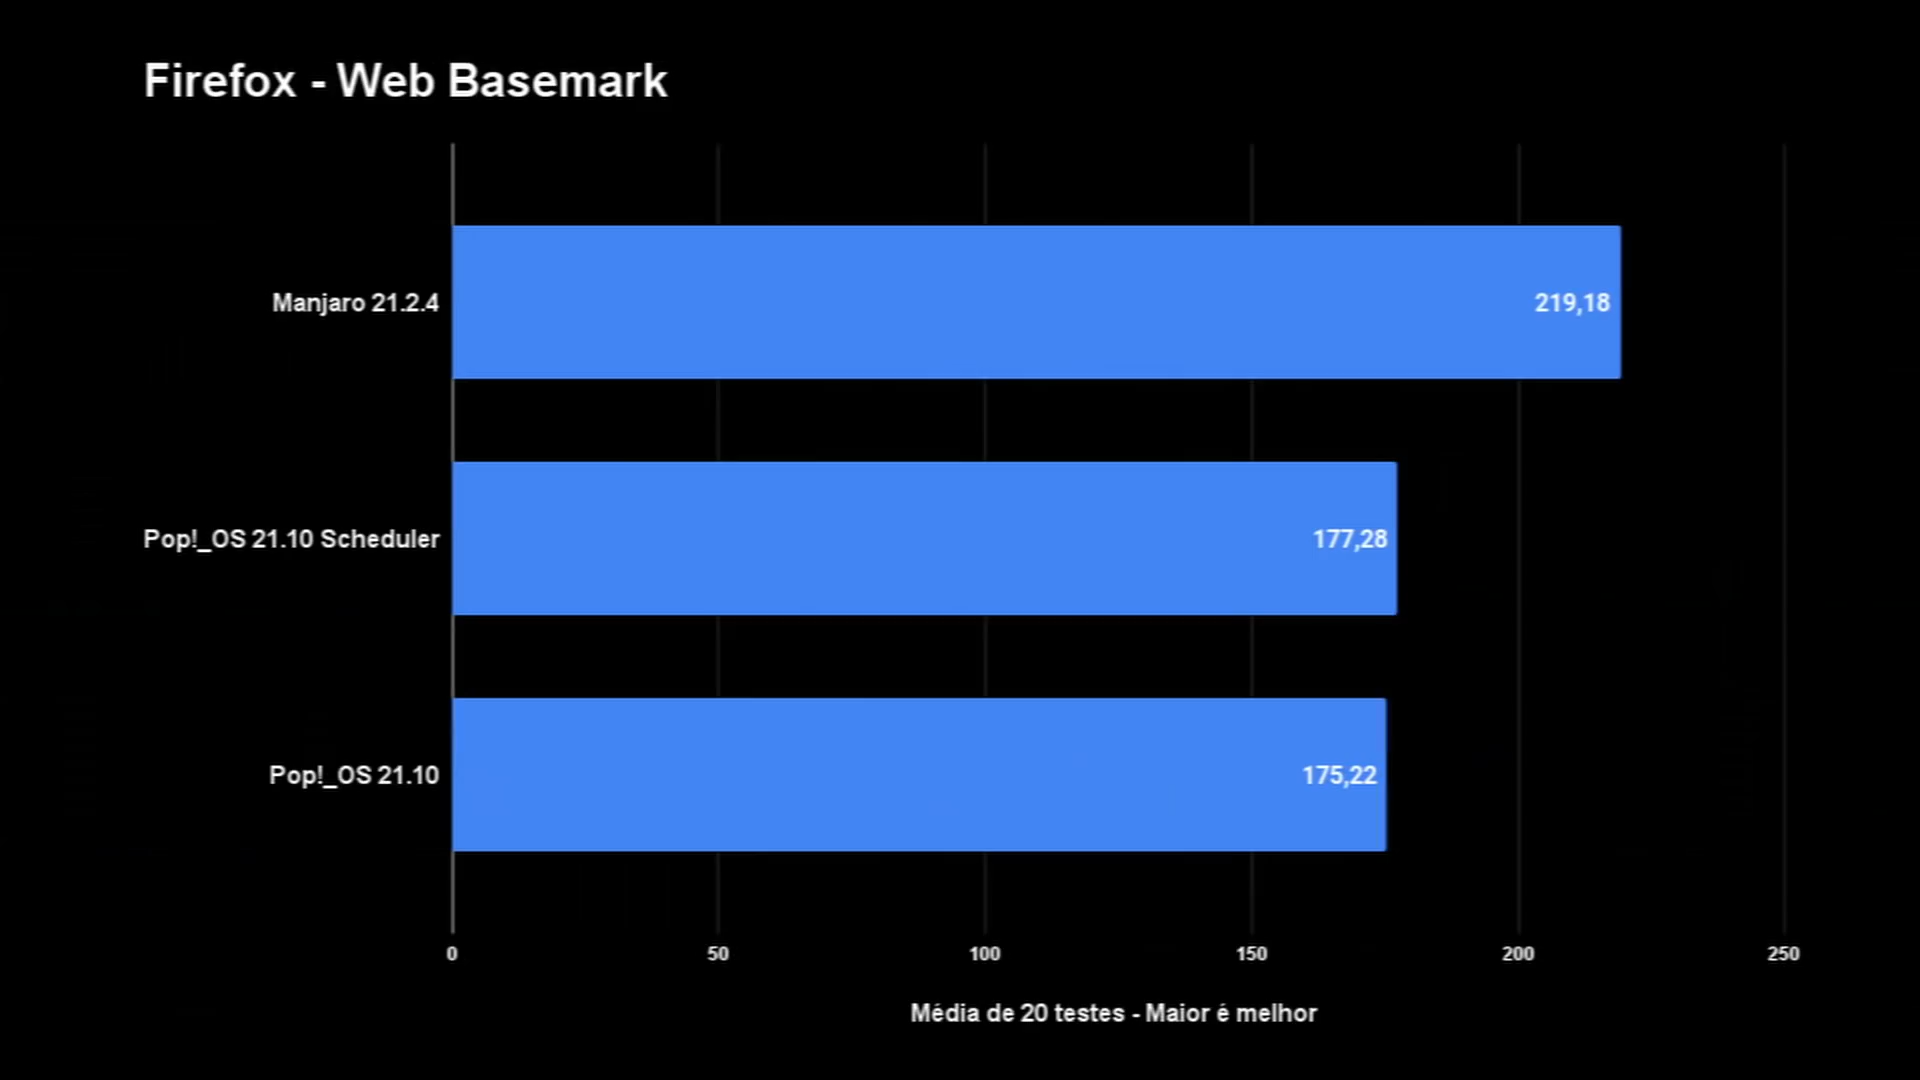 Firefox - Web Basemark
Manjaro 21.2.4
219,18
Pop!_OS 21.10 Scheduler
177,28
Pop!_OS 21.10
175,22
0 50 100 150 200 250
Média de 20 testes - Maior é melhor